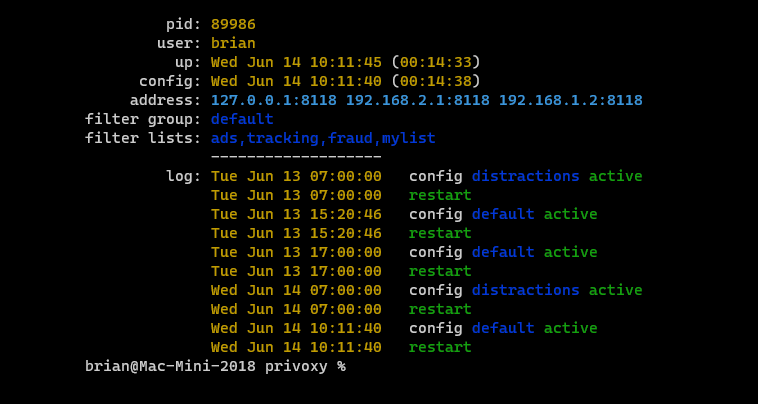 pid: 89986
user: brian
up: Wed Jun 14 10:11:45 (00:14:33)
config: Wed Jun 14 10:11:40 (00:14:38)
address: 127.0.0.1:8118 192.168.2.1:8118 192.168.1.2:8118
filter group: default
filter lists: ads,tracking,fraud,mylist
-------------------
log: Tue Jun 13 07:00:00   config distractions active
Tue Jun 13 07:00:00   restart
Tue Jun 13 15:20:46   config default active
Tue Jun 13 15:20:46   restart
Tue Jun 13 17:00:00   config default active
Tue Jun 13 17:00:00   restart
Wed Jun 14 07:00:00   config distractions active
Wed Jun 14 07:00:00   restart
Wed Jun 14 10:11:40   config default active
Wed Jun 14 10:11:40   restart
brian@Mac-Mini-2018 privoxy %